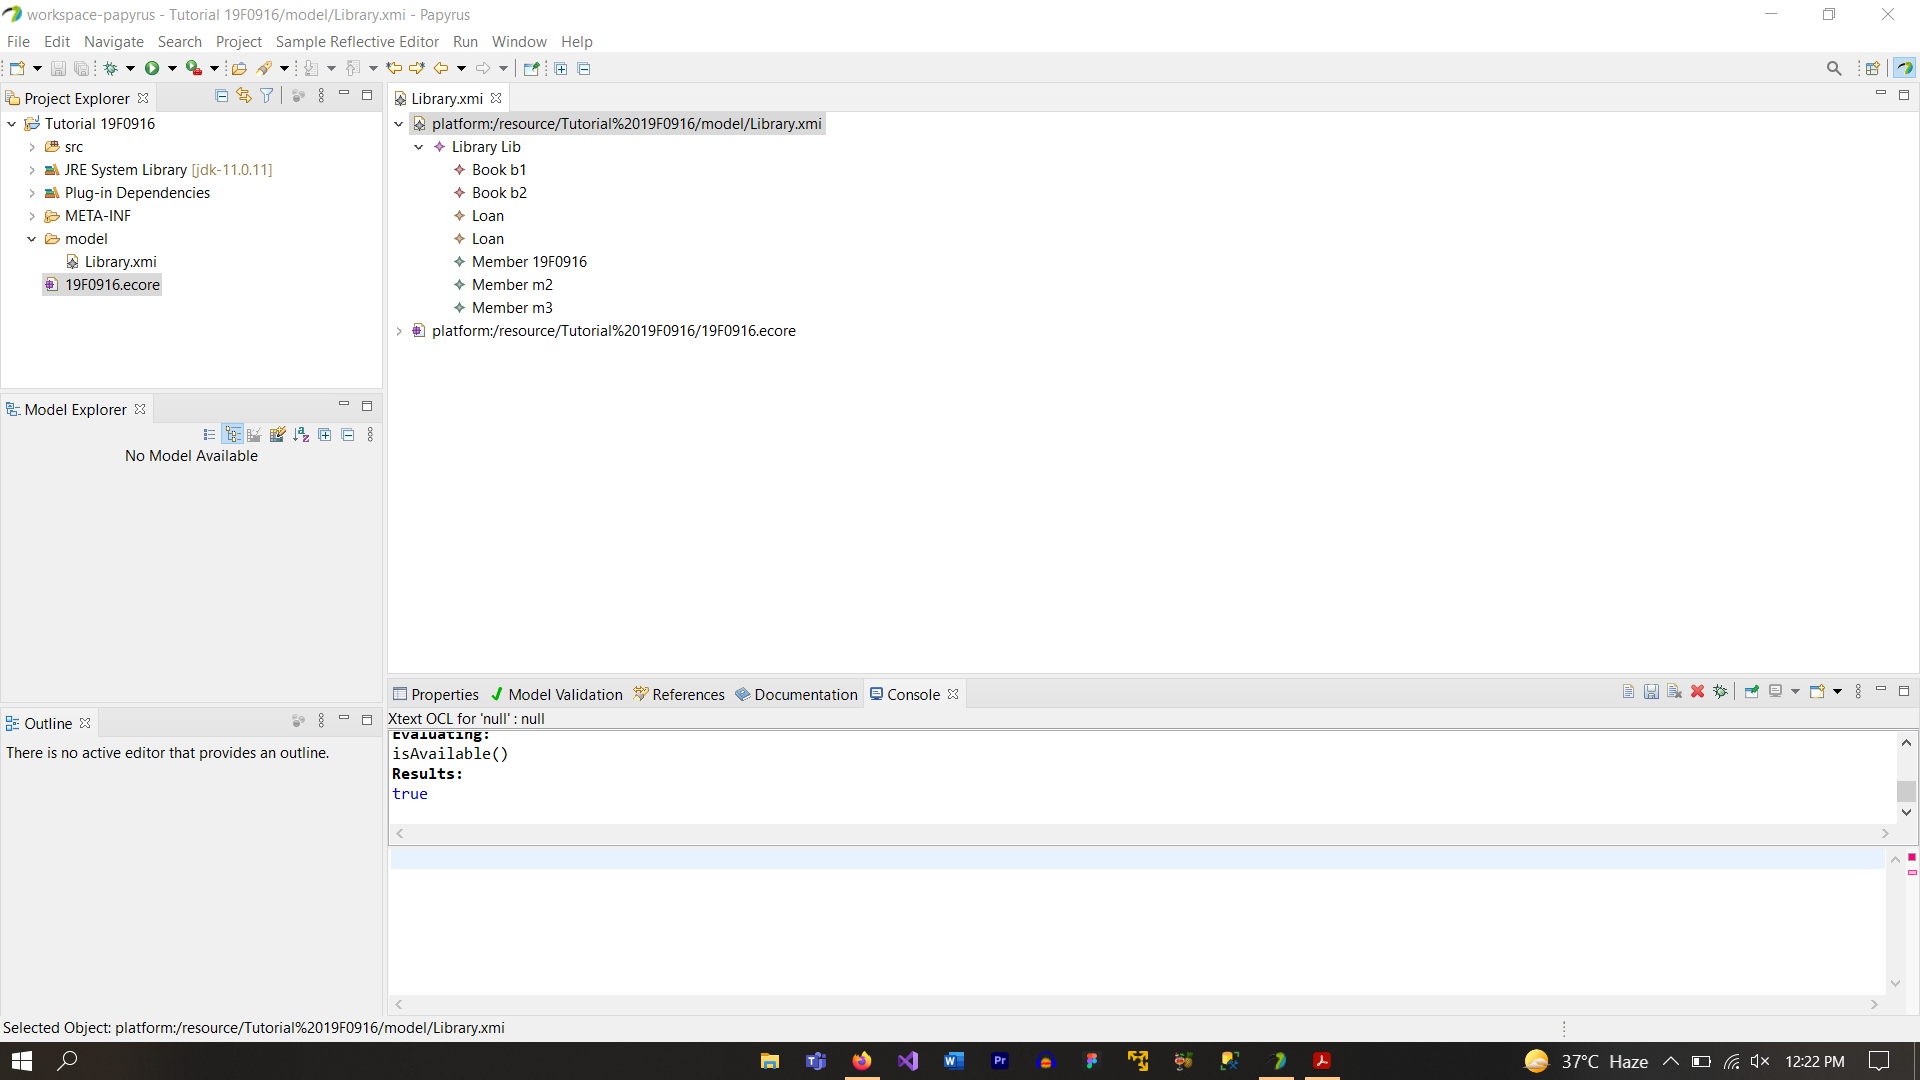 workspace-papyrus - Tutorial 19F0916/model/Library.xmi - Papyrus
File Edit Navigate Search Project Sample Reflective Editor Run Window Help
Project Explorer
Tutorial 19F0916
src
JRE System Library [jdk-11.0.11]
Plug-in Dependencies
META-INF
model
Library.xmi
19F0916.ecore
Library.xmi
platform:/resource/Tutorial%2019F0916/model/Library.xmi
Library Lib
Book b1
Book b2
Loan
Loan
Member 19F0916
Member m2
Member m3
platform:/resource/Tutorial%2019F0916/19F0916.ecore
Model Explorer
No Model Available
Outline
There is no active editor that provides an outline.
Properties Model Validation References Documentation Console
Xtext OCL for 'null' : null
Evaluating:
isAvailable()
Results:
true
Selected Object: platform:/resource/Tutorial%2019F0916/model/Library.xmi
37°C Haze 12:22 PM